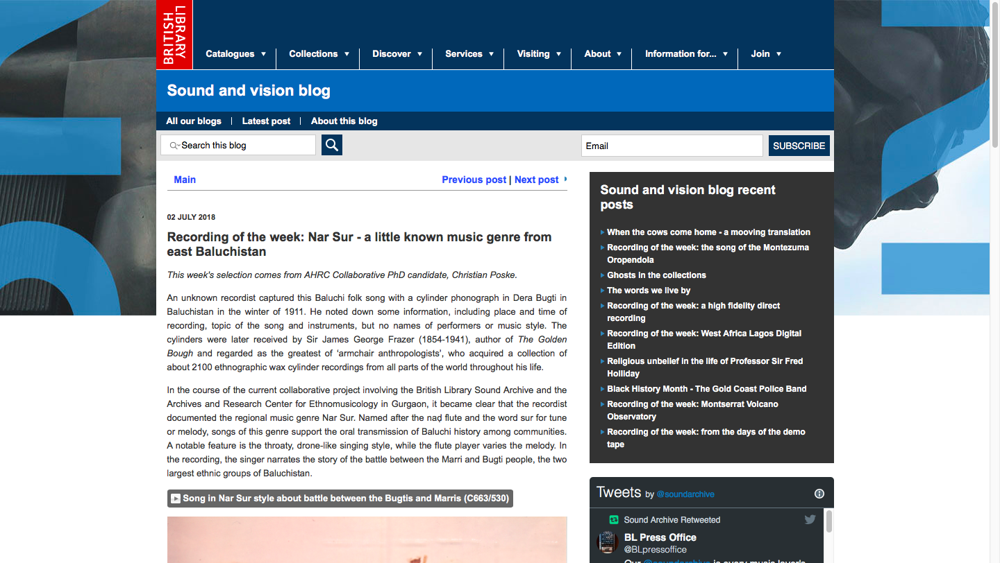 BRITISH
LIBRARY
Catalogues
Collections
Discover
Services
Visiting
About
Information for...
Join
Sound and vision blog
All our blogs
Latest post
About this blog
Search this blog
Email
SUBSCRIBE
Main
Previous post | Next post
02 JULY 2018
Recording of the week: Nar Sur - a little known music genre from
east Baluchistan
This week's selection comes from AHRC Collaborative PhD candidate, Christian Poske.
An unknown recordist captured this Baluchi folk song with a cylinder phonograph in Dera Bugti in
Baluchistan in the winter of 1911. He noted down some information, including place and time of
recording, topic of the song and instruments, but no names of performers or music style. The
cylinders were later received by Sir James George Frazer (1854-1941), author of The Golden
Bough and regarded as the greatest of ‘armchair anthropologists’, who acquired a collection of
about 2100 ethnographic wax cylinder recordings from all parts of the world throughout his life.
In the course of the current collaborative project involving the British Library Sound Archive and the
Archives and Research Center for Ethnomusicology in Gurgaon, it became clear that the recordist
documented the regional music genre Nar Sur. Named after the naḍ flute and the word sur for tune
or melody, songs of this genre support the oral transmission of Baluchi history among communities.
A notable feature is the throaty, drone-like singing style, while the flute player varies the melody. In
the recording, the singer narrates the story of the battle between the Marri and Bugti people, the two
largest ethnic groups of Baluchistan.
Song in Nar Sur style about battle between the Bugtis and Marris (C663/530)
Sound and vision blog recent
posts
When the cows come home - a mooving translation
Recording of the week: the song of the Montezuma
Oropendola
Ghosts in the collections
The words we live by
Recording of the week: a high fidelity direct
recording
Recording of the week: West Africa Lagos Digital
Edition
Religious unbelief in the life of Professor Sir Fred
Holliday
Black History Month - The Gold Coast Police Band
Recording of the week: Montserrat Volcano
Observatory
Recording of the week: from the days of the demo
tape
Tweets by @soundarchive
Sound Archive Retweeted
BL Press Office
@BLpressoffice
Our @soundarchive is every music lover's